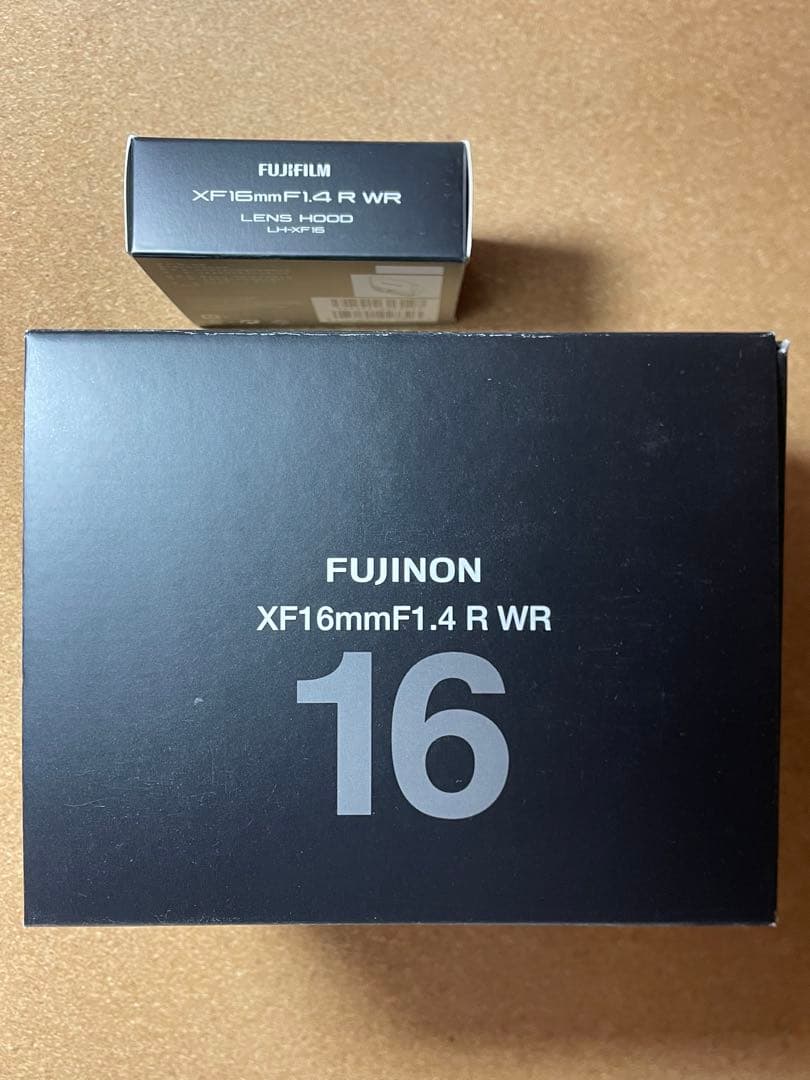 FUJIFILM
XF16mmF1.4 R WR
LENS HOOD
LH-XF16
FUJINON
XF16mmF1.4 R WR
16